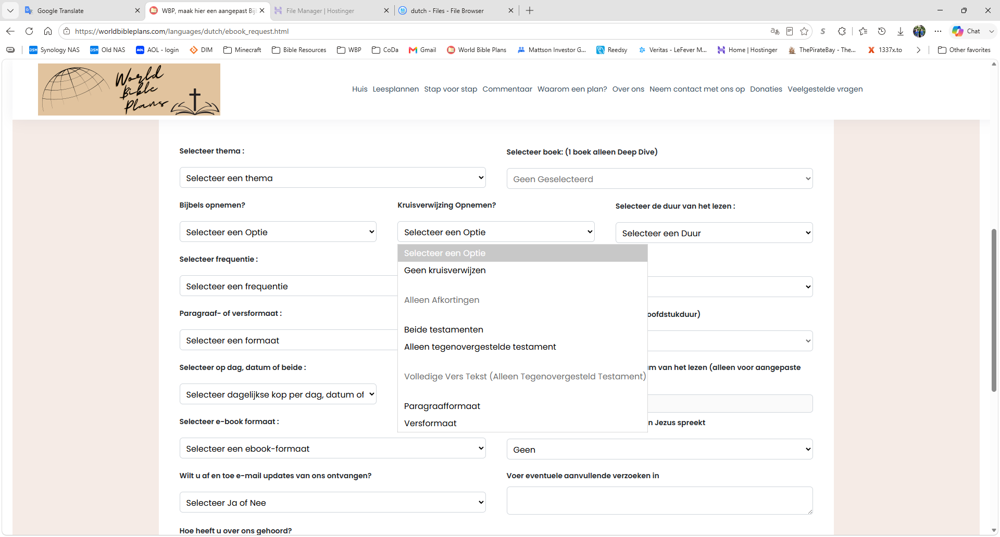 Google Translate
WBP, maak hier een aangepast Bij
File Manager | Hostinger
dutch - Files - File Browser
https://worldbibleplans.com/languages/dutch/ebook_request.html
Chat
Synology NAS
Old NAS
AOL - login
DIM
Minecraft
Bible Resources
WBP
CoDa
Gmail
World Bible Plans
Mattson Investor G...
Reedsy
Veritas - LeFever M...
Home | Hostinger
ThePirateBay - The...
1337x.to
Other favorites
World
Bible
Plans
Huis Leesplannen Stap voor stap Commentaar Waarom een plan? Over ons Neem contact met ons op Donaties Veelgestelde vragen
Selecteer thema :
Selecteer boek: (1 boek alleen Deep Dive)
Selecteer een thema
Geen Geselecteerd
Bijbels opnemen?
Kruisverwijzing Opnemen?
Selecteer de duur van het lezen :
Selecteer een Optie
Selecteer een Optie
Selecteer een Duur
Selecteer een Optie
Geen kruisverwijzen
Alleen Afkortingen
Beide testamenten
Alleen tegenovergestelde testament
Volledige Vers Tekst (Alleen Tegenovergesteld Testament)
Paragraafformaat
Versformaat
Selecteer frequentie :
Selecteer een frequentie
Paragraaf- of versformaat :
oofdstukduur)
Selecteer een formaat
Selecteer op dag, datum of beide :
m van het lezen (alleen voor aangepaste
Selecteer dagelijkse kop per dag, datum of
Selecteer e-book formaat :
n Jezus spreekt
Selecteer een ebook-formaat
Geen
Wilt u af en toe e-mail updates van ons ontvangen?
Voer eventuele aanvullende verzoeken in
Selecteer Ja of Nee
Hoe heeft u over ons gehoord?